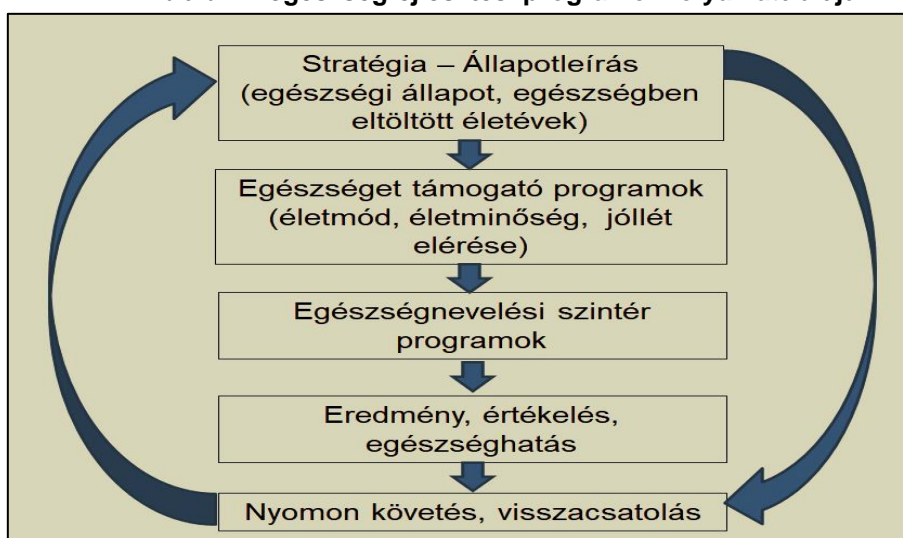 Stratégia – Állapotleírás
(egészségi állapot, egészségben
eltöltött életévek)
Egészséget támogató programok
(életmód, életminőség, jóllét
elérése)
Egészségnevelési szintér
programok
Eredmény, értékelés,
egészséghatás
Nyomon követés, visszacsatolás